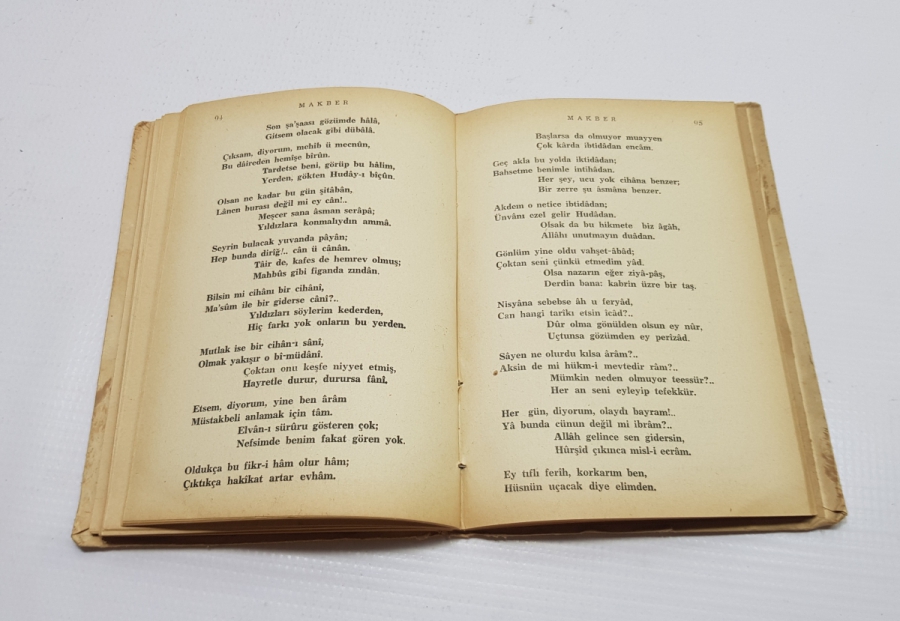 94
MAKBER
Son şa'şaası gözümde hâlâ,
Gitsem olacak gibi dübâlâ.
Çıksam, diyorum, mehîb ü mecnûn,
Bu dâireden hemişe bîrûn.
Tardetse beni, görüp bu hâlim,
Yerden, gökten Hudây-ı bîçûn.
Olsan ne kadar bu gün şitâbân,
Lânen burası değil mi ey cân!..
Meşcer sana âsman serâpâ;
Yıldızlara konmalıydın ammâ.
Seyrin bulacak yuvanda pâyân;
Hep bunda diriğ!.. cân ü cânân.
Tâir de, kafes de hemrev olmuş;
Mahbûs gibi figanda zından.
Bilsin mi cihânı bir cihânî,
Ma'sûm ile bir giderse cânî?..
Yıldızları söylerim kederden,
Hiç farkı yok onların bu yerden.
Mutlak ise bir cihân-ı sânî,
Olmak yakışır o bî-müdânî.
Çoktan onu keşfe niyyet etmiş,
Hayretle durur, durursa fânî.
Etsem, diyorum, yine ben ârâm
Müstakbeli anlamak için tâm.
Elvân-ı sürûru gösteren çok;
Nefsimde benim fakat gören yok.
Oldukça bu fikr-i hâm olur hâm;
Çıktıkça hakîkat artar evhâm.
MAKBER
95
Başlarsa da olmuyor muayyen
Çok kârda ibtidâdan encâm.
Geç akla bu yolda iktidâdan;
Bahsetme benimle intihâdan.
Her şey, ucu yok cihâna benzer;
Bir zerre şu âsmâna benzer.
Akdem o netice ibtidâdan;
Ünvânı ezel gelir Hudâdan.
Olsak da bu hikmete biz âgâh,
Allâhı unutmayın duâdan.
Gönlüm yine oldu vahşet-âbâd;
Çoktan seni çünkü etmedim yâd.
Olsa nazarın eğer ziyâ-pâş,
Derdin bana: kabrin üzre bir taş.
Nisyâna sebebse âh u feryâd,
Can hangi tarîkı etsin îcâd?..
Dûr olma gönülden olsun ey nûr,
Uçtunsa gözümden ey perîzâd.
Sâyen ne olurdu kılsa ârâm?..
Aksin de mi hükm-i mevtedir râm?..
Mümkin neden olmuyor teessür?..
Her an seni eyleyip tefekkür.
Her gün, diyorum, olaydı bayram!..
Yâ bunda cünun değil mi ibrâm?..
Allâh gelince sen gidersin,
Hûrşîd çıkınca misl-i ecrâm.
Ey tıflı ferih, korkarım ben,
Hüsnün uçacak diye elimden.